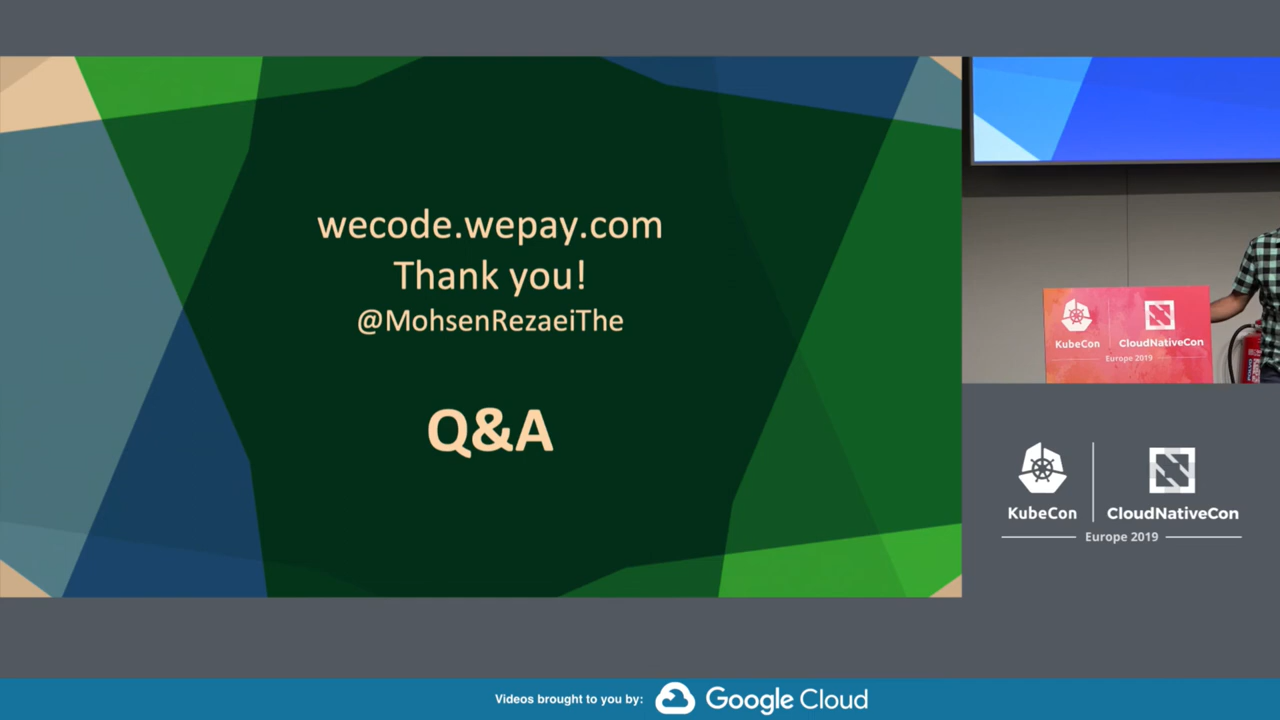 wecode.wepay.com
Thank you!
@MohsenRezaeiThe
Q&A
KubeCon
CloudNativeCon
Europe 2019
KubeCon
CloudNativeCon
Europe 2019
Videos brought to you by:
Google Cloud